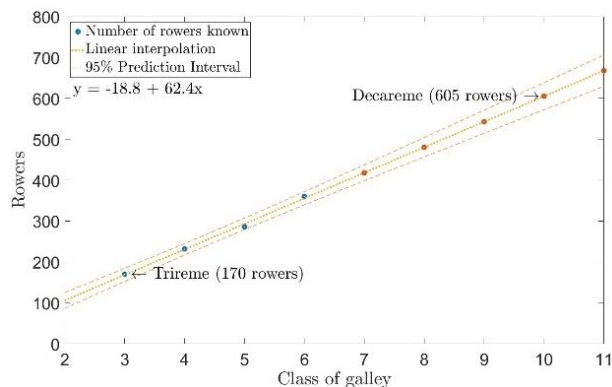 800
700
600
500
400
300
200
100
0
Number of rowers known
Linear interpolation
95% Prediction Interval
y = -18.8 + 62.4x
Decareme (605 rowers)→
← Trireme (170 rowers)
Rowers
2 3 4 5 6 7 8 9 10 11
Class of galley